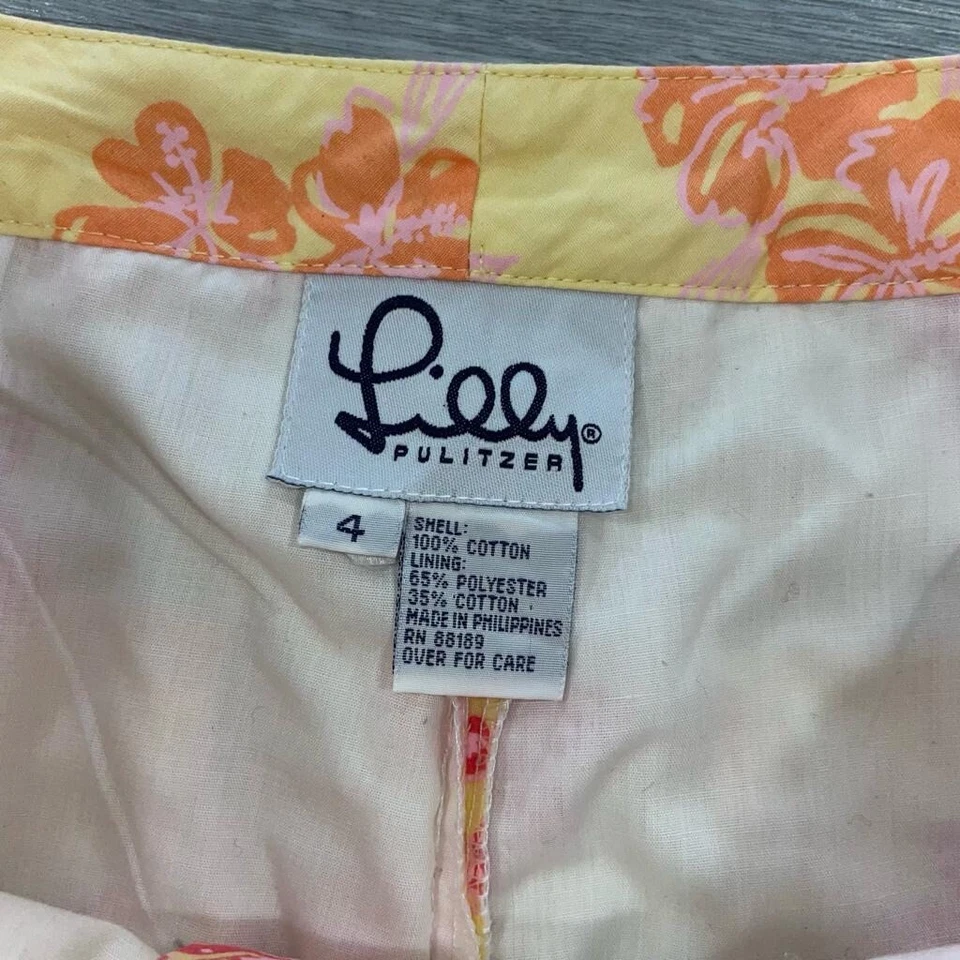 Lilly®
PULITZER
4
SHELL:
100% COTTON
LINING:
65% POLYESTER
35% COTTON
MADE IN PHILIPPINES
RN 88189
OVER FOR CARE